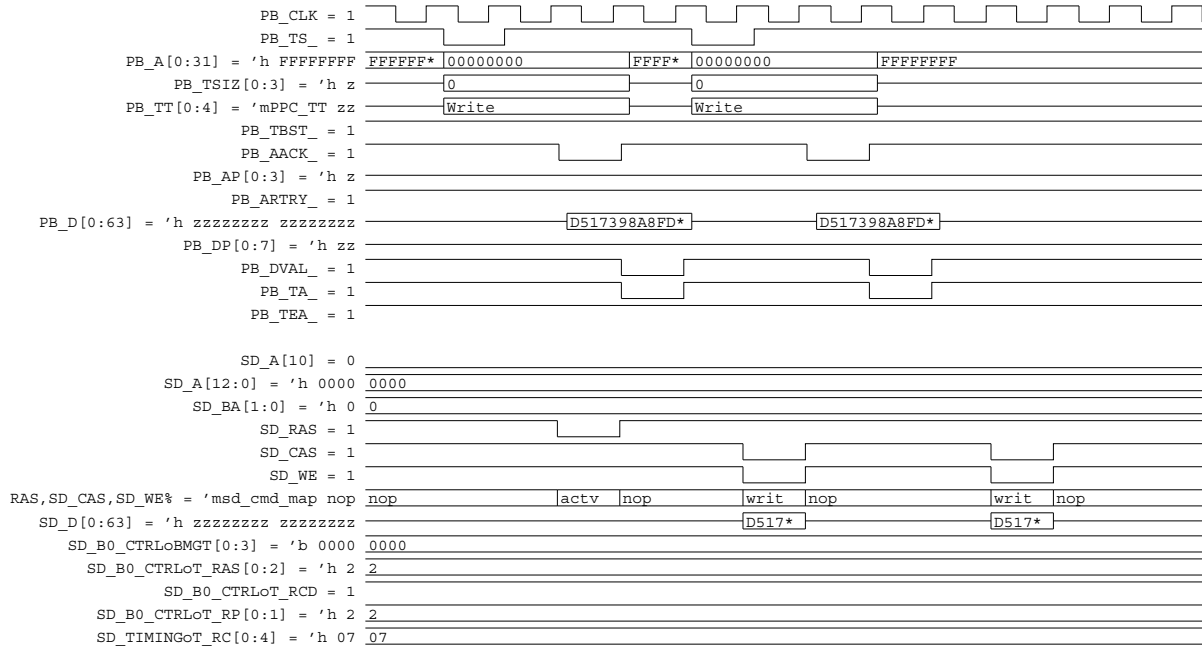 PB_CLK = 1
PB_TS_ = 1
PB_A[0:31] = 'h FFFFFFFF FFFFFF* 00000000 FFFF* 00000000 FFFFFFFF
PB_TSIZ[0:3] = 'h z 0 0
PB_TT[0:4] = 'mPPC_TT zz Write Write
PB_TBST_ = 1
PB_AACK_ = 1
PB_AP[0:3] = 'h z
PB_ARTRY_ = 1
PB_D[0:63] = 'h zzzzzzzz zzzzzzzz D517398A8FD* D517398A8FD*
PB_DP[0:7] = 'h zz
PB_DVAL_ = 1
PB_TA_ = 1
PB_TEA_ = 1
SD_A[10] = 0
SD_A[12:0] = 'h 0000 0000
SD_BA[1:0] = 'h 0 0
SD_RAS = 1
SD_CAS = 1
SD_WE = 1
RAS,SD_CAS,SD_WE% = 'msd_cmd_map nop nop actv nop writ nop writ nop
SD_D[0:63] = 'h zzzzzzzz zzzzzzzz D517* D517*
SD_B0_CTRLoBMGT[0:3] = 'b 0000 0000
SD_B0_CTRLoT_RAS[0:2] = 'h 2 2
SD_B0_CTRLoT_RCD = 1
SD_B0_CTRLoT_RP[0:1] = 'h 2 2
SD_TIMINGoT_RC[0:4] = 'h 07 07